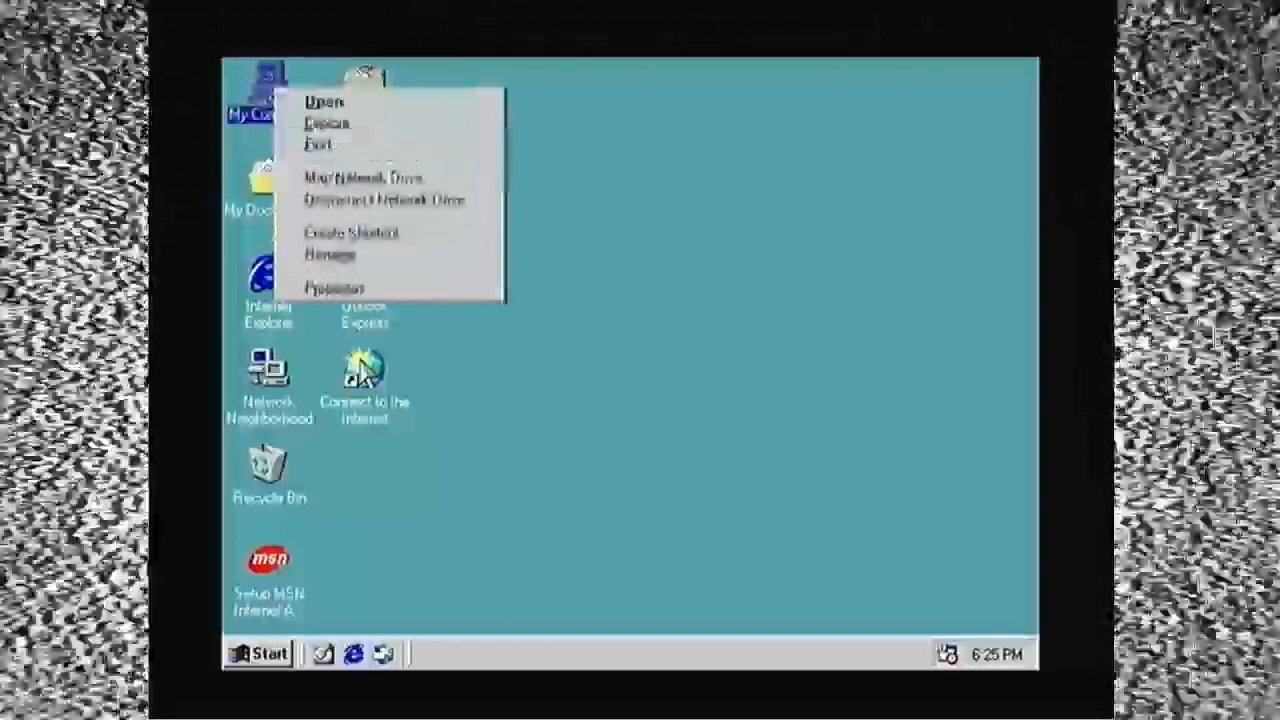 My Co
Open
Explore
Find
Map Network Drive
Disconnect Network Drive
Create Shortcut
Manage
Properties
My Doc
Internet
Explorer
Outlook
Express
Network
Neighborhood
Connect to the
Internet
Recycle Bin
msn
Setup MSN
Internet A
Start
6:25 PM